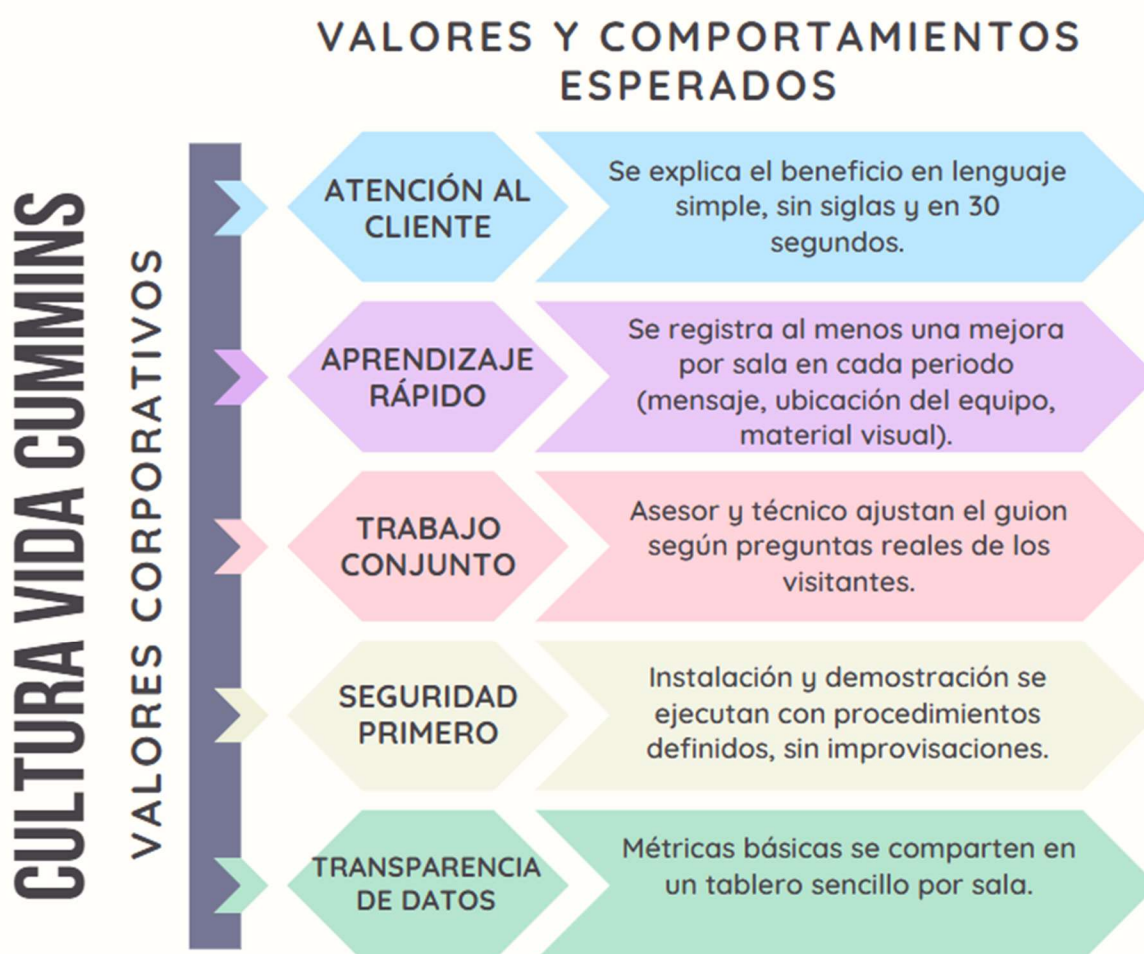 VALORES Y COMPORTAMIENTOS
ESPERADOS
CULTURA VIDA CUMMINS
VALORES CORPORATIVOS
ATENCIÓN AL
CLIENTE
Se explica el beneficio en lenguaje
simple, sin siglas y en 30
segundos.
APRENDIZAJE
RÁPIDO
Se registra al menos una mejora
por sala en cada periodo
(mensaje, ubicación del equipo,
material visual).
TRABAJO
CONJUNTO
Asesor y técnico ajustan el guion
según preguntas reales de los
visitantes.
SEGURIDAD
PRIMERO
Instalación y demostración se
ejecutan con procedimientos
definidos, sin improvisaciones.
TRANSPARENCIA
DE DATOS
Métricas básicas se comparten en
un tablero sencillo por sala.